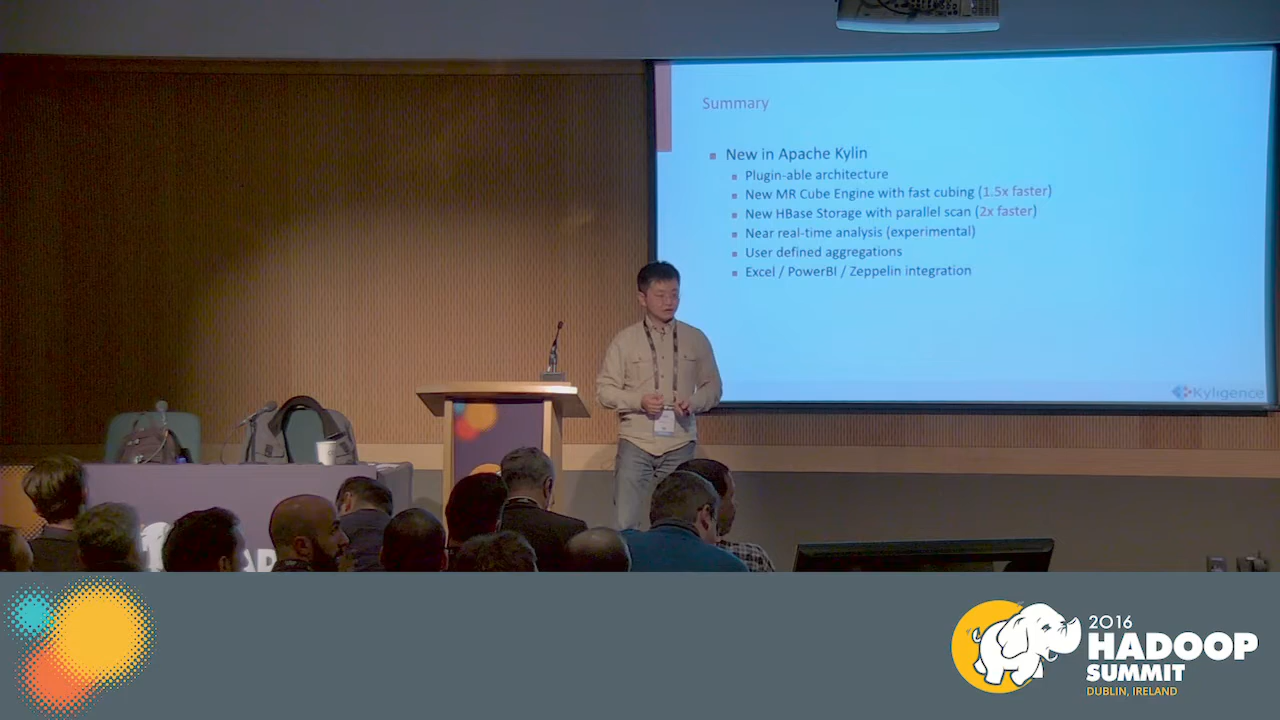 Summary
New in Apache Kylin
Plugin-able architecture
New MR Cube Engine with fast cubing (1.5x faster)
New HBase Storage with parallel scan (2x faster)
Near real-time analysis (experimental)
User defined aggregations
Excel / PowerBI / Zeppelin integration
Kyligence
2016
HADOOP
SUMMIT
DUBLIN, IRELAND